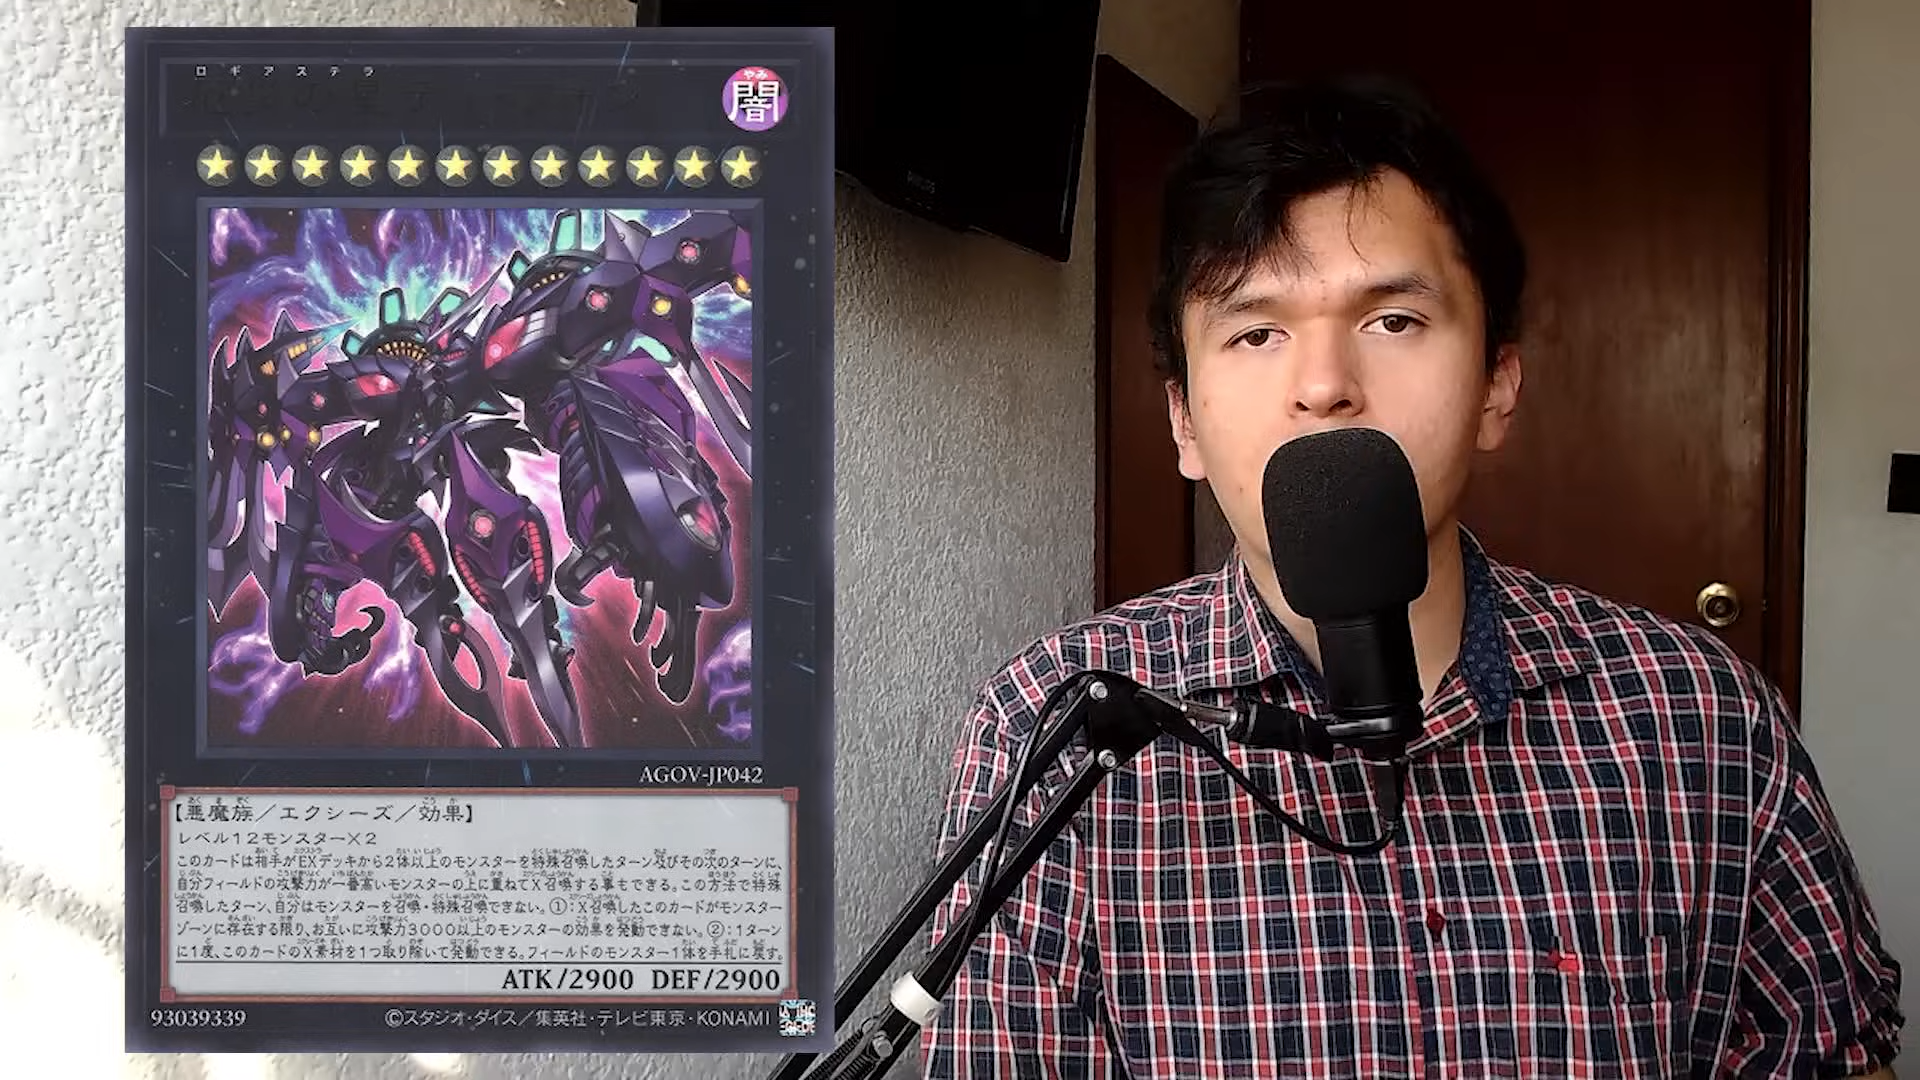 ロギアステラ
やみ
闇
AGOV-JP042
【悪魔族／エクシーズ／効果】
レベル12モンスター×2
このカードは相手がEXデッキから2体以上のモンスターを特殊召喚したターン及びその次のターンに、
自分フィールドの攻撃力が一番高いモンスターの上に重ねてX召喚する事もできる。この方法で特殊
召喚したターン、自分はモンスターを召喚・特殊召喚できない。①：X召喚したこのカードがモンスター
ゾーンに存在する限り、お互いに攻撃力3000以上のモンスターの効果を発動できない。②：1ターン
に1度、このカードのX素材を1つ取り除いて発動できる。フィールドのモンスター1体を手札に戻す。
ATK/2900 DEF/2900
93039339
©スタジオ・ダイス／集英社・テレビ東京・KONAMI
PHILIPS